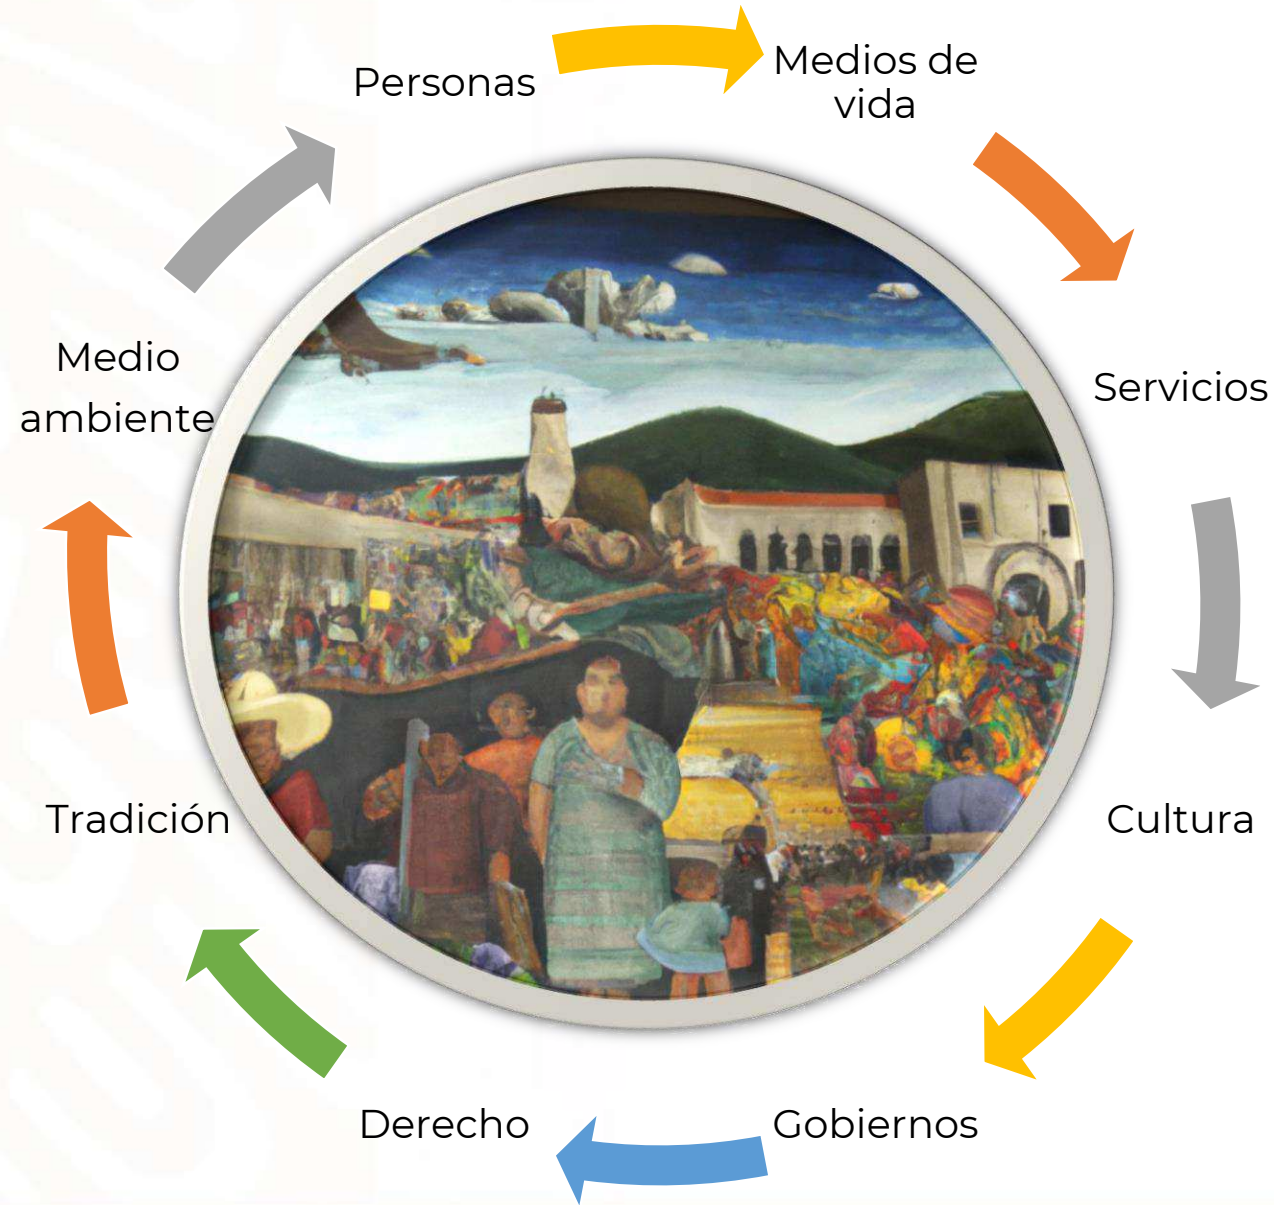 Personas
Medios de
vida
Servicios
Cultura
Gobiernos
Derecho
Tradición
Medio
ambiente